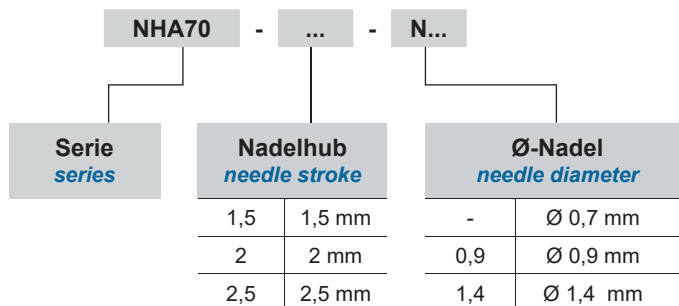 NHA70 - ... - N...
Serie
series
Nadelhub
needle stroke
1,5 1,5 mm
2 2 mm
2,5 2,5 mm
Ø-Nadel
needle diameter
- Ø 0,7 mm
0,9 Ø 0,9 mm
1,4 Ø 1,4 mm